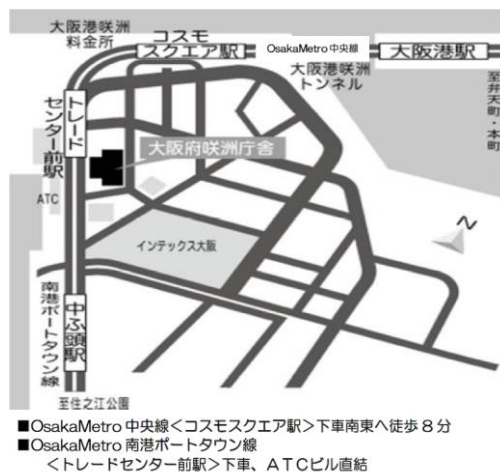 大阪港咲洲
料金所
コスモ
スクエア駅
OsakaMetro 中央線
大阪港駅
大阪港咲洲
トンネル
至弁天町・本町
トレード
センター前駅
大阪府咲洲庁舎
ATC
N
インテックス大阪
南港ポートタウン線
中ふ頭駅
至住之江公園
■OsakaMetro 中央線<コスモスクエア駅>下車南東へ徒歩 8 分
■OsakaMetro 南港ポートタウン線
<トレードセンター前駅>下車、ATCビル直結